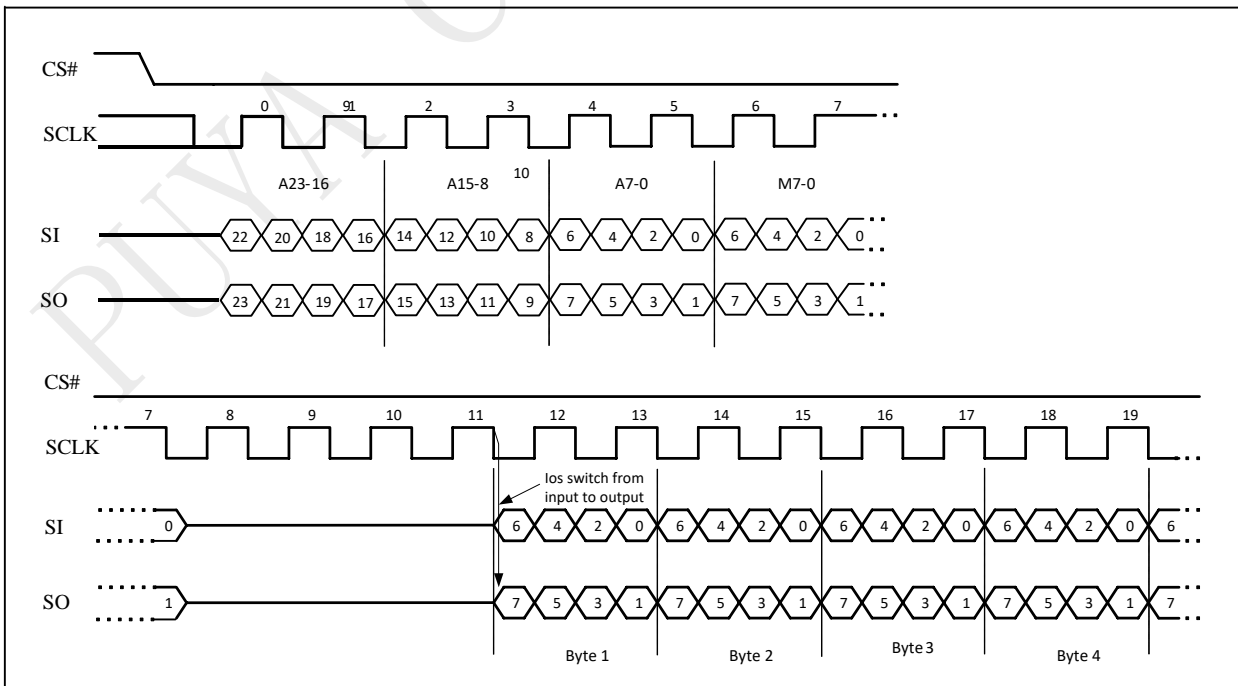 PUYA
CS#
0 91 2 3 4 5 6 7
SCLK
A23-16 A15-8 10 A7-0 M7-0
SI 22 20 18 16 14 12 10 8 6 4 2 0 6 4 2 0
SO 23 21 19 17 15 13 11 9 7 5 3 1 7 5 3 1
CS#
7 8 9 10 11 12 13 14 15 16 17 18 19
SCLK
Ios switch from
input to output
SI 0 6 4 2 0 6 4 2 0 6 4 2 0 6 4 2 0 6
SO 1 7 5 3 1 7 5 3 1 7 5 3 1 7 5 3 1 7
Byte 1 Byte 2 Byte 3 Byte 4